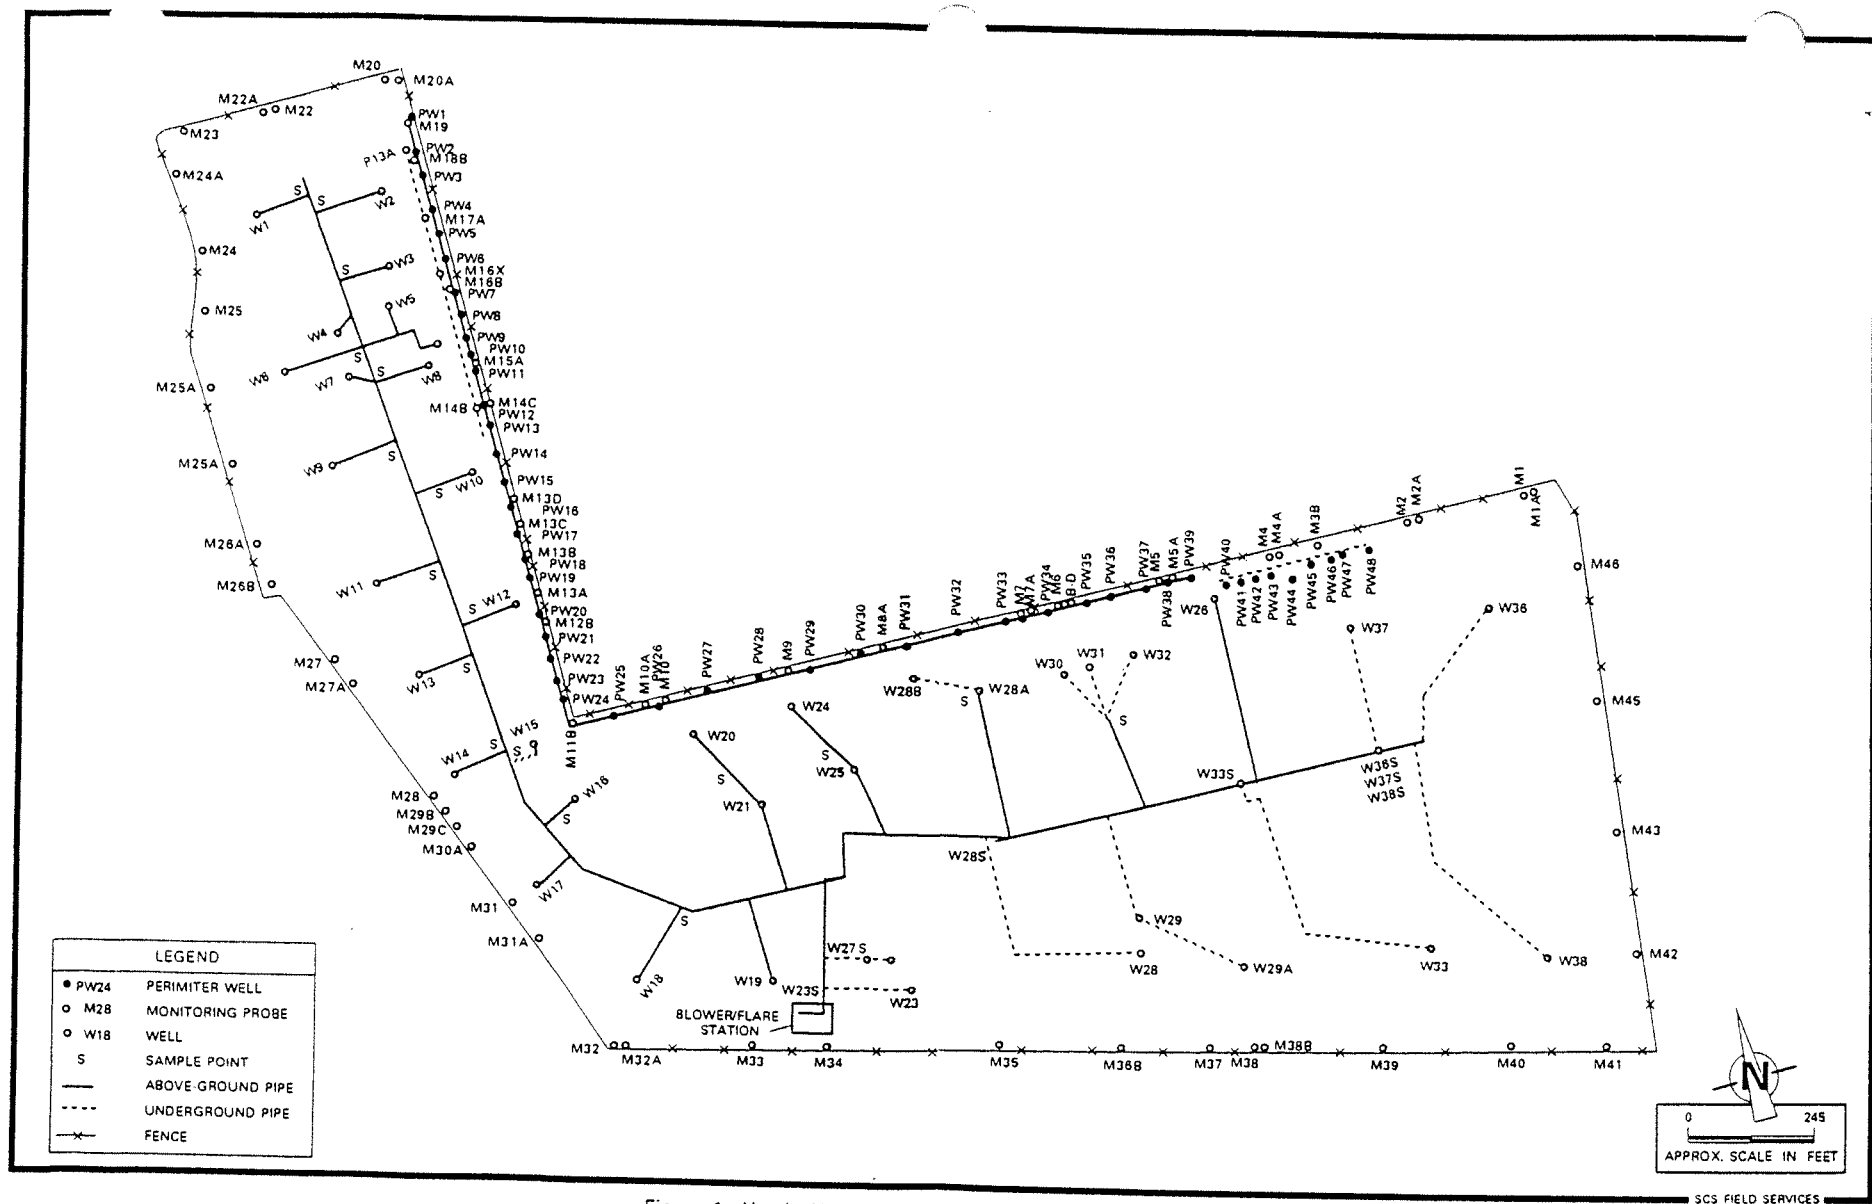 M20
M20A
M22A
M22
M23
PW1
M19
P13A
PW2
M18B
M24A
PW3
S
W2
W1
S
PW4
M17A
PW5
M24
PW6
W3
M16X
S
M16B
PW7
M25
W5
PW8
W4
PW9
PW10
S
M15A
W6
W7
S
W8
PW11
M25A
M14B
M14C
PW12
PW13
S
PW14
M25A
W9
W10
S
PW15
M13D
PW16
M13C
PW17
M26A
M13B
PW18
M26B
PW19
W11
M13A
W12
S
PW20
M12B
PW21
M27
S
PW22
M27A
W13
PW23
PW24
M11B
PW25
M10A
PW26
M10
PW27
PW28
M9
PW29
PW30
M8A
PW31
PW32
PW33
M7
M7A
PW34
M6
B-D
PW35
PW36
PW37
M5
M5A
PW38
PW39
PW40
PW41
PW42
M4
M4A
PW43
PW44
M3B
PW45
PW46
PW47
PW48
M2
M2A
M1
M1A
M46
W26
W36
W37
W30
W31
W32
W28B
W28A
S
S
M45
W14
S
S
W15
W16
S
W20
S
W21
W24
S
W25
W33S
W36S
W37S
W38S
M28
M29B
M29C
M30A
W28S
M43
W17
M31
M31A
S
W18
W19
W27S
W23S
W23
W29
W28
W29A
W33
W38
M42
BLOWER/FLARE
STATION
M32
M32A
M33
M34
M35
M36B
M37
M38
M38B
M39
M40
M41
LEGEND
PW24 PERIMITER WELL
M28 MONITORING PROBE
W18 WELL
S SAMPLE POINT
ABOVE-GROUND PIPE
UNDERGROUND PIPE
FENCE
N
0 245
APPROX. SCALE IN FEET
SCS FIELD SERVICES